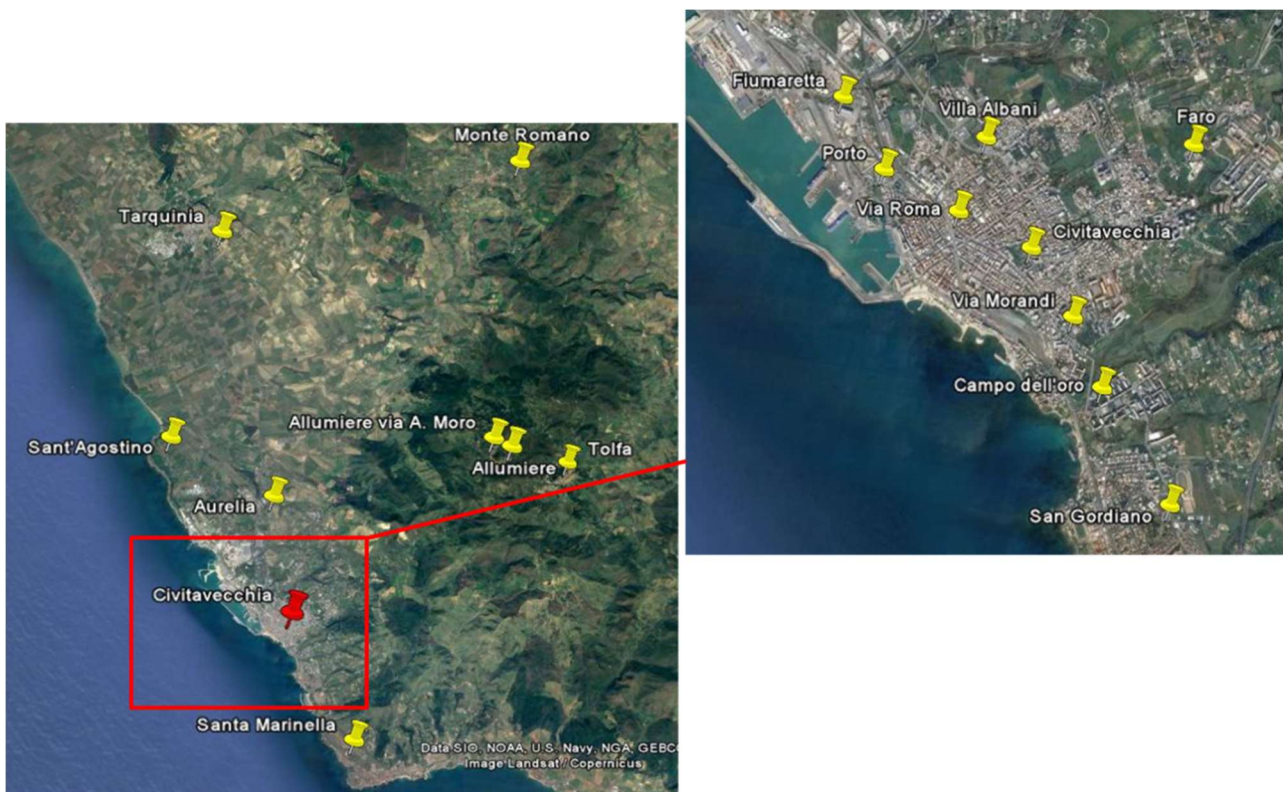 Monte Romano
Tarquinia
Allumiere via A. Moro
Sant'Agostino
Tolfa
Allumiere
Aurelia
Civitavecchia
Santa Marinella
Data SIO, NOAA, U.S. Navy, NGA, GEBC
Image Landsat / Copernicus
Fiumaretta
Villa Albani
Faro
Porto
Via Roma
Civitavecchia
Via Morandi
Campo dell'oro
San Gordiano